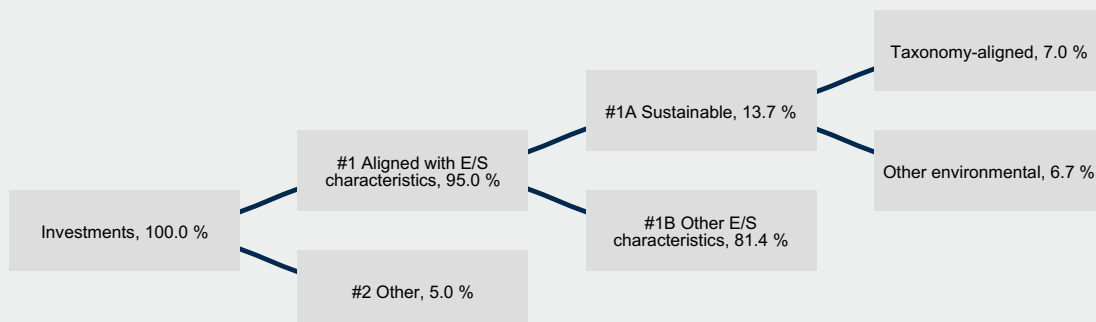 Investments, 100.0 %
#1 Aligned with E/S
characteristics, 95.0 %
#2 Other, 5.0 %
#1A Sustainable, 13.7 %
#1B Other E/S
characteristics, 81.4 %
Taxonomy-aligned, 7.0 %
Other environmental, 6.7 %